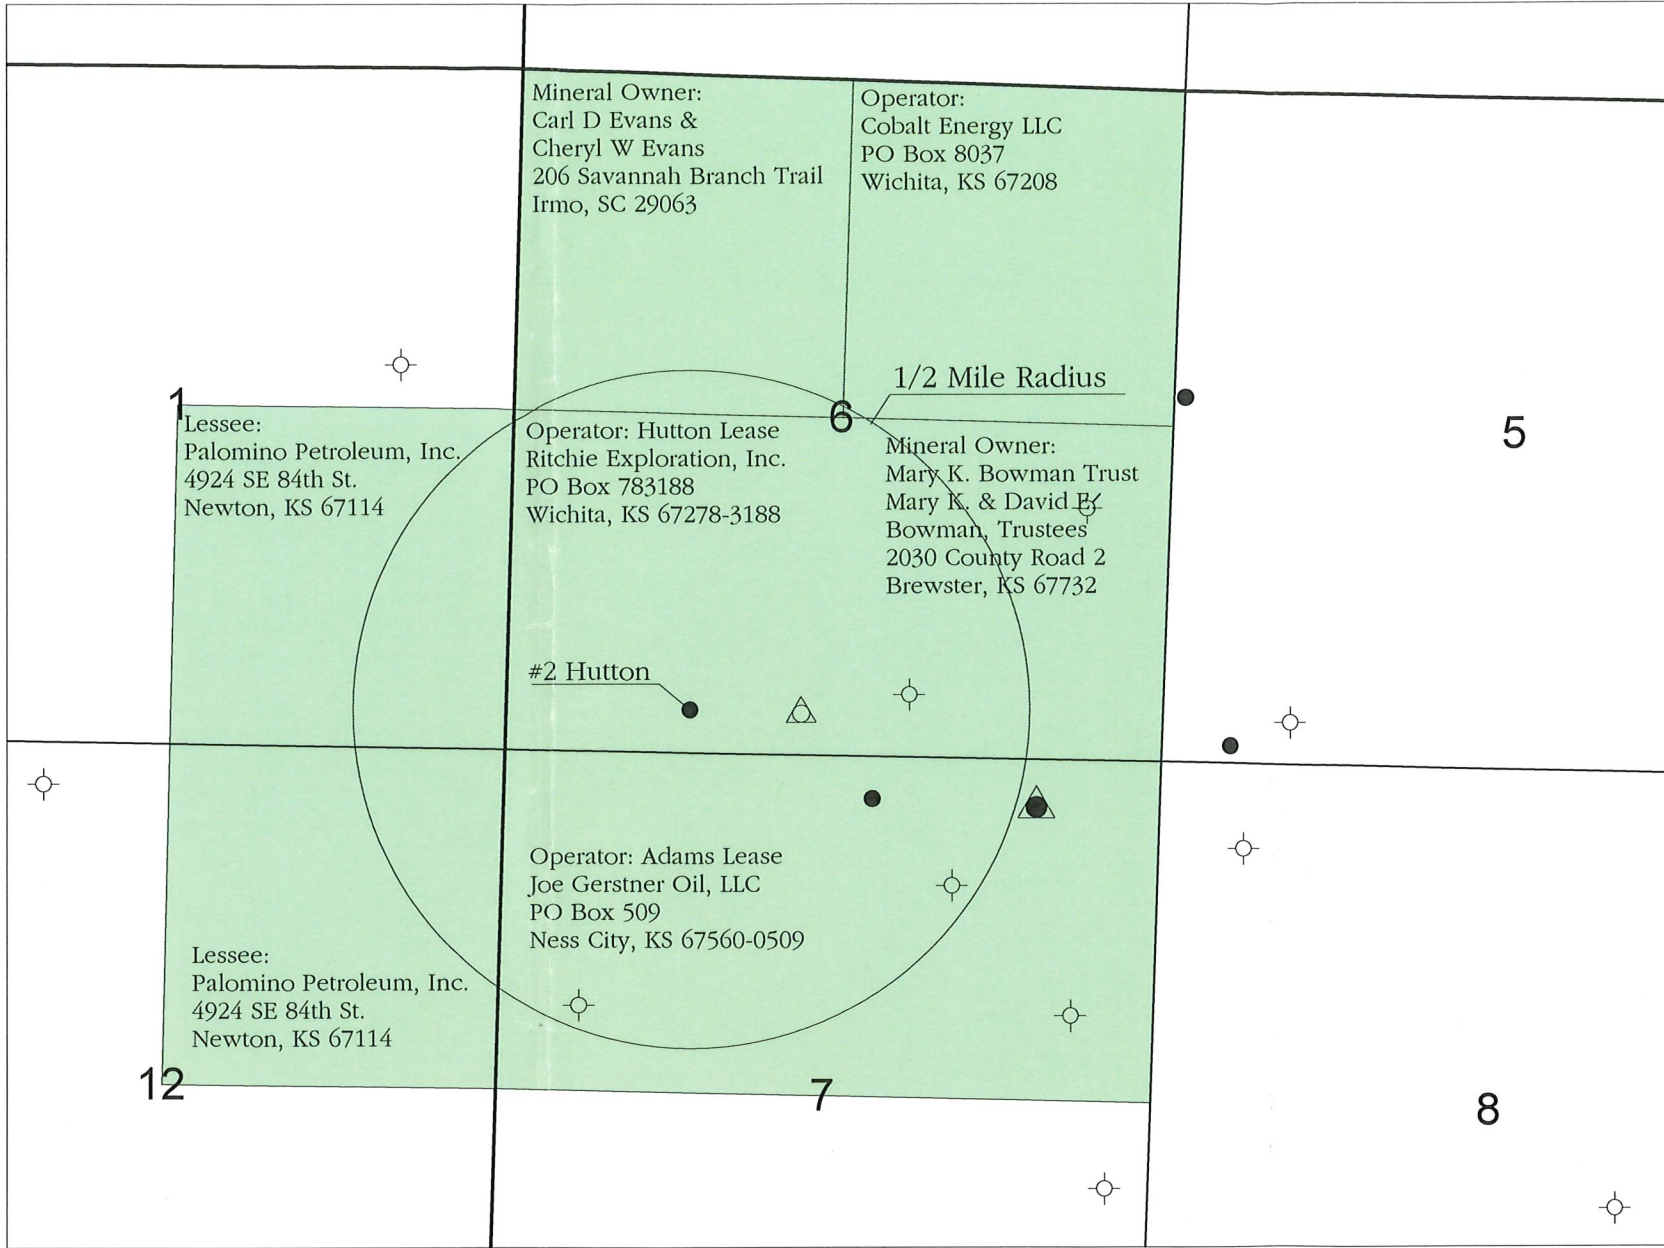 Mineral Owner:
Carl D Evans &
Cheryl W Evans
206 Savannah Branch Trail
Irmo, SC 29063
Operator:
Cobalt Energy LLC
PO Box 8037
Wichita, KS 67208
1/2 Mile Radius
1
6
5
Lessee:
Palomino Petroleum, Inc.
4924 SE 84th St.
Newton, KS 67114
Operator: Hutton Lease
Ritchie Exploration, Inc.
PO Box 783188
Wichita, KS 67278-3188
Mineral Owner:
Mary K. Bowman Trust
Mary K. & David E.
Bowman, Trustees
2030 County Road 2
Brewster, KS 67732
#2 Hutton
Operator: Adams Lease
Joe Gerstner Oil, LLC
PO Box 509
Ness City, KS 67560-0509
Lessee:
Palomino Petroleum, Inc.
4924 SE 84th St.
Newton, KS 67114
12
7
8